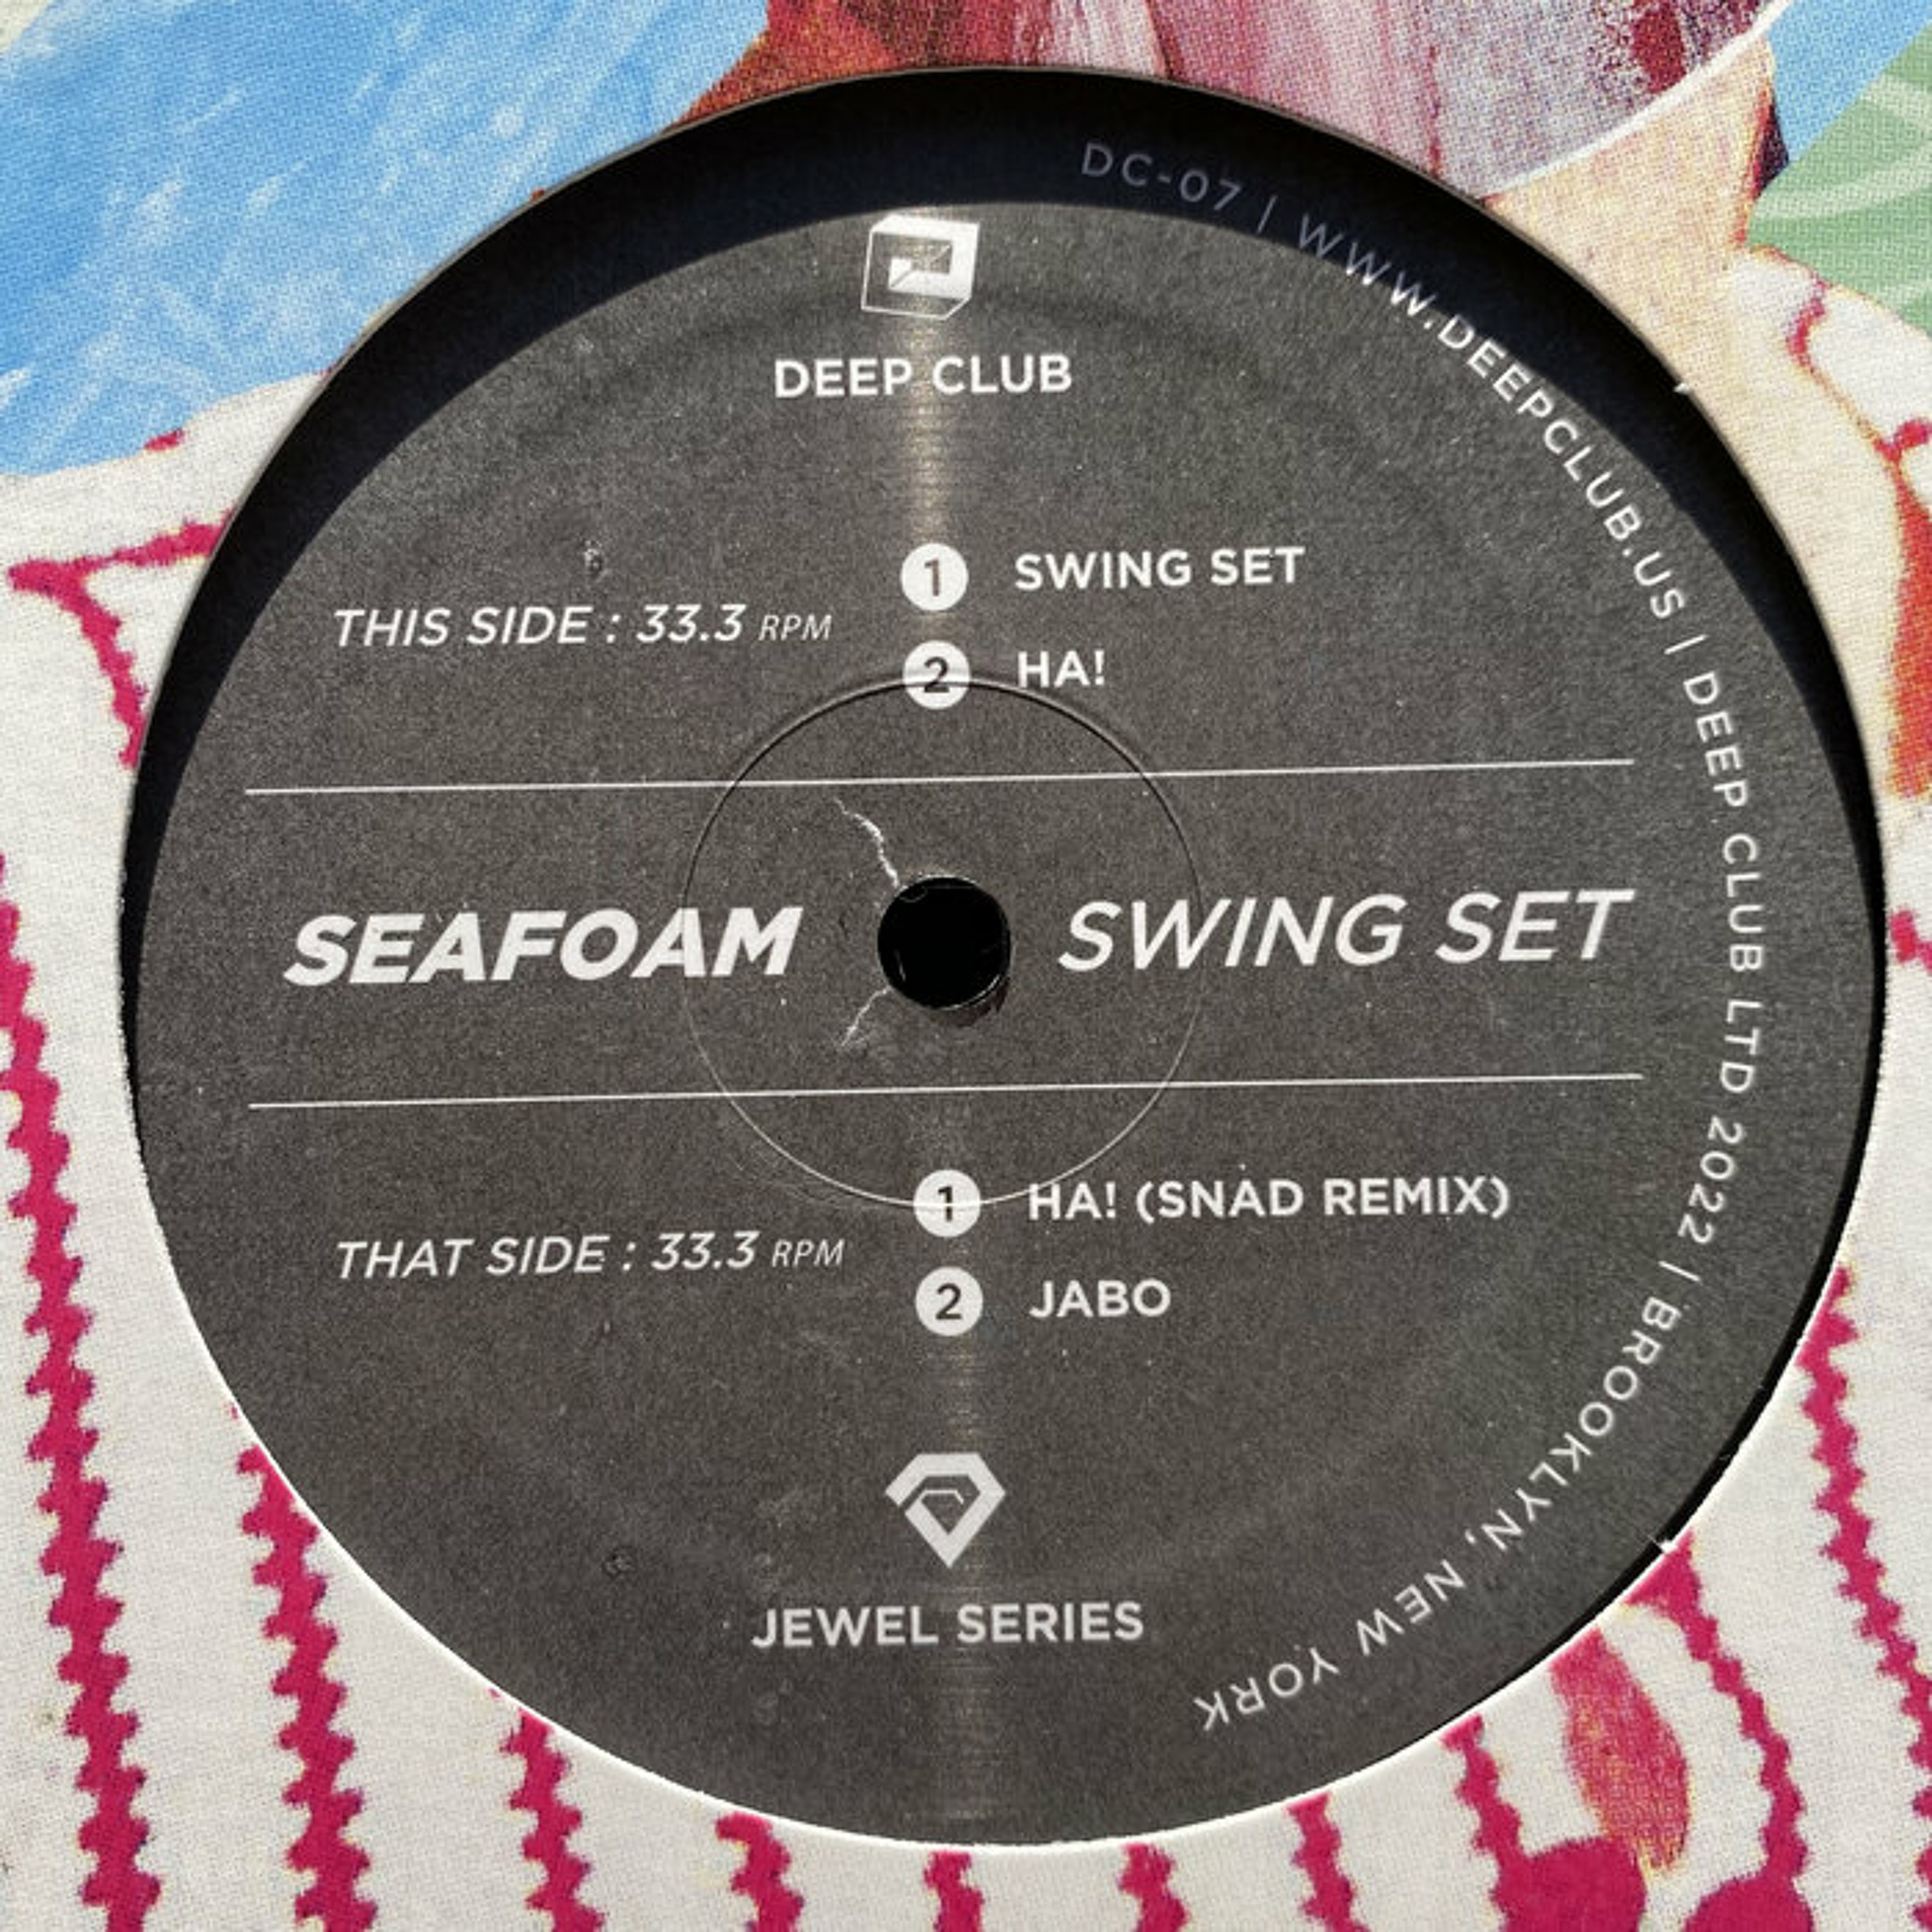 DEEP CLUB
THIS SIDE : 33.3 RPM
1 SWING SET
2 HA!
SEAFOAM SWING SET
THAT SIDE : 33.3 RPM
1 HA! (SNAD REMIX)
2 JABO
JEWEL SERIES
DC-07 | WWW.DEEPCLUB.US | DEEP CLUB LTD 2022 | BROOKLYN, NEW YORK